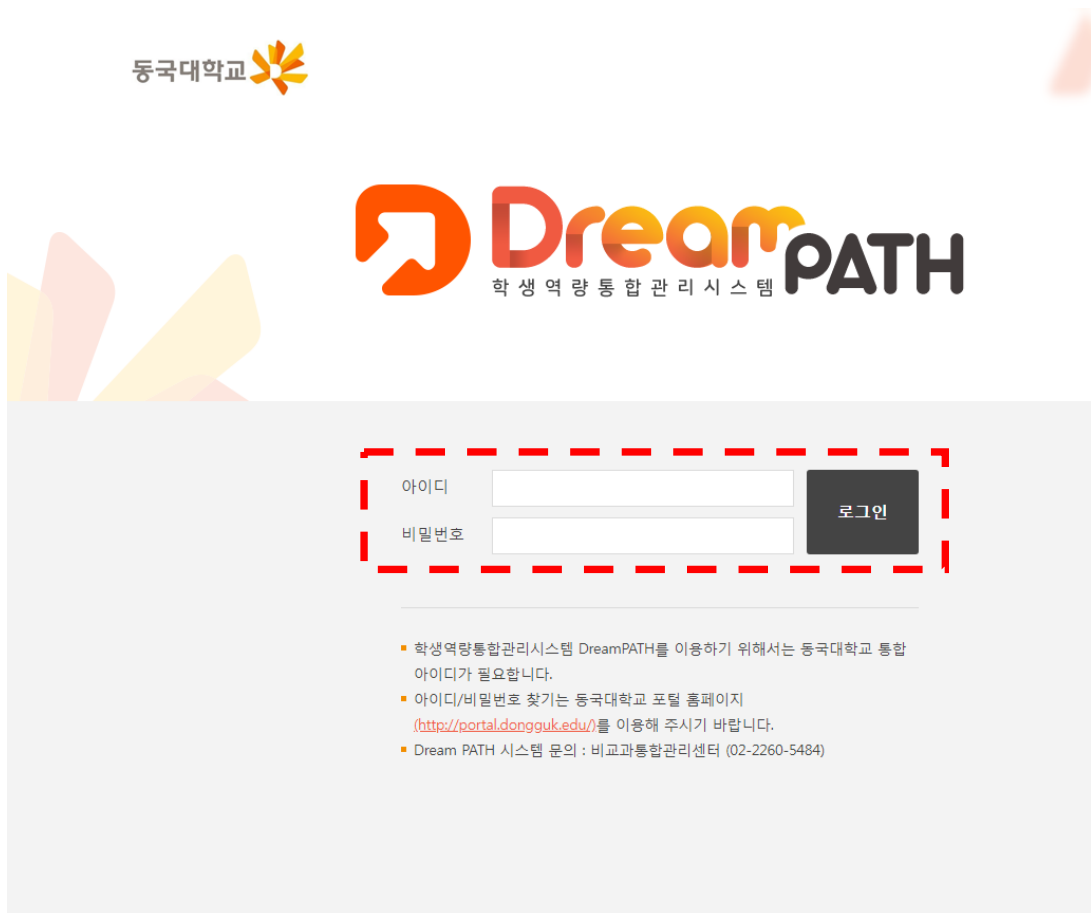 동국대학교
Dream PATH
학생역량통합관리시스템
아이디
비밀번호
로그인
학생역량통합관리시스템 DreamPATH를 이용하기 위해서는 동국대학교 통합
아이디가 필요합니다.
아이디/비밀번호 찾기는 동국대학교 포털 홈페이지
(http://portal.dongguk.edu/)를 이용해 주시기 바랍니다.
Dream PATH 시스템 문의 : 비교과통합관리센터 (02-2260-5484)